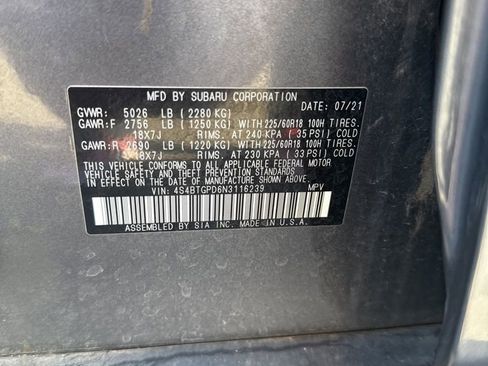 MFD BY SUBARU CORPORATION
DATE: 07/21
GVWR: 5026 LB ( 2280 KG)
GAWR:F 2756 LB ( 1250 KG) WITH 225/60R18 100H TIRES.
18X7J RIMS. AT 240 KPA ( 35 PSI) COLD
GAWR:R 2690 LB ( 1220 KG) WITH 225/60R18 100H TIRES.
18X7J RIMS. AT 230 KPA ( 33 PSI) COLD
THIS VEHICLE CONFORMS TO ALL APPLICABLE FEDERAL MOTOR
VEHICLE SAFETY AND THEFT PREVENTION STANDARDS
IN EFFECT ON THE DATE OF MANUFACTURE SHOWN ABOVE.
VIN: 4S4BTGPD6N3116239 MPV
ASSEMBLED BY SIA INC. MADE IN U.S.A.